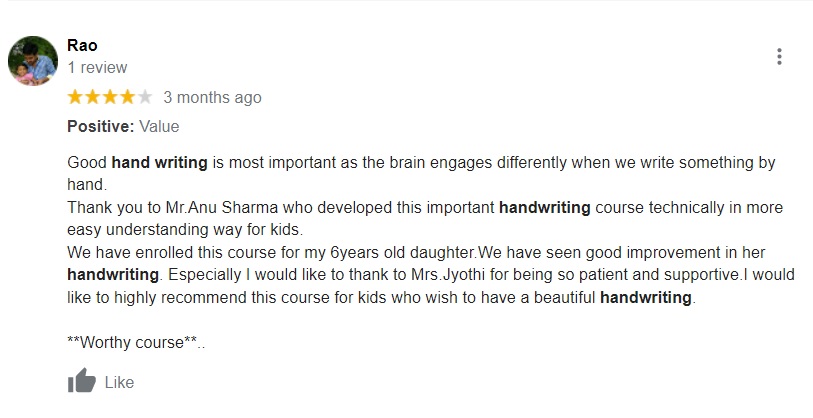 Rao
1 review
3 months ago
Positive: Value
Good hand writing is most important as the brain engages differently when we write something by
hand.
Thank you to Mr.Anu Sharma who developed this important handwriting course technically in more
easy understanding way for kids.
We have enrolled this course for my 6years old daughter.We have seen good improvement in her
handwriting. Especially I would like to thank to Mrs.Jyothi for being so patient and supportive.I would
like to highly recommend this course for kids who wish to have a beautiful handwriting.
**Worthy course**..
Like